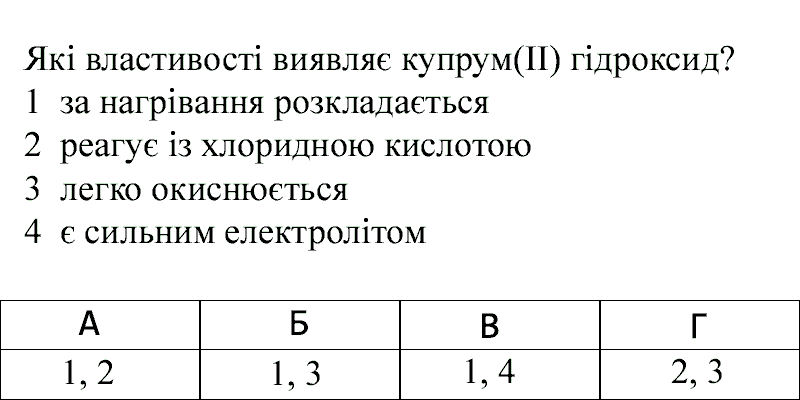 Які властивості виявляє купрум(ІІ) гідроксид?
1 за нагрівання розкладається
2 реагує із хлоридною кислотою
3 легко окиснюється
4 є сильним електролітом
А Б В Г
1, 2 1, 3 1, 4 2, 3